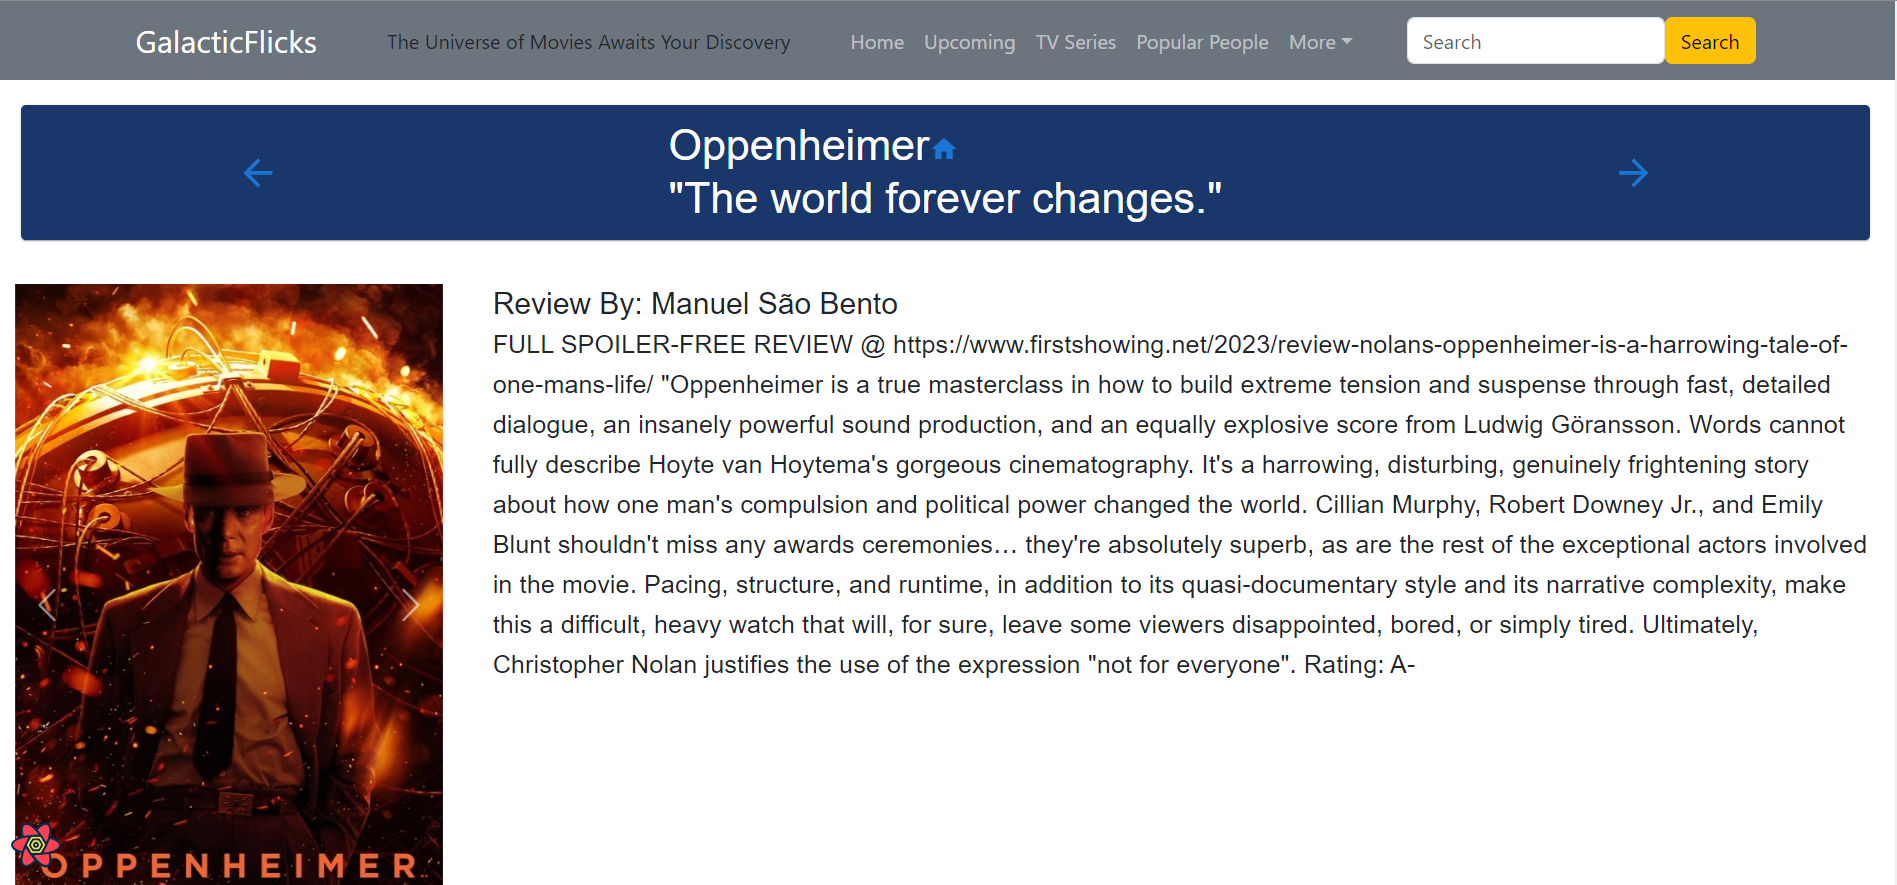 GalacticFlicks
The Universe of Movies Awaits Your Discovery
Home
Upcoming
TV Series
Popular People
More
Search
Search
Oppenheimer
"The world forever changes."
Review By: Manuel São Bento
FULL SPOILER-FREE REVIEW @ https://www.firstshowing.net/2023/review-nolans-oppenheimer-is-a-harrowing-tale-of-
one-mans-life/ "Oppenheimer is a true masterclass in how to build extreme tension and suspense through fast, detailed
dialogue, an insanely powerful sound production, and an equally explosive score from Ludwig Göransson. Words cannot
fully describe Hoyte van Hoytema's gorgeous cinematography. It's a harrowing, disturbing, genuinely frightening story
about how one man's compulsion and political power changed the world. Cillian Murphy, Robert Downey Jr., and Emily
Blunt shouldn't miss any awards ceremonies… they're absolutely superb, as are the rest of the exceptional actors involved
in the movie. Pacing, structure, and runtime, in addition to its quasi-documentary style and its narrative complexity, make
this a difficult, heavy watch that will, for sure, leave some viewers disappointed, bored, or simply tired. Ultimately,
Christopher Nolan justifies the use of the expression "not for everyone". Rating: A-
OPPENHEIMER